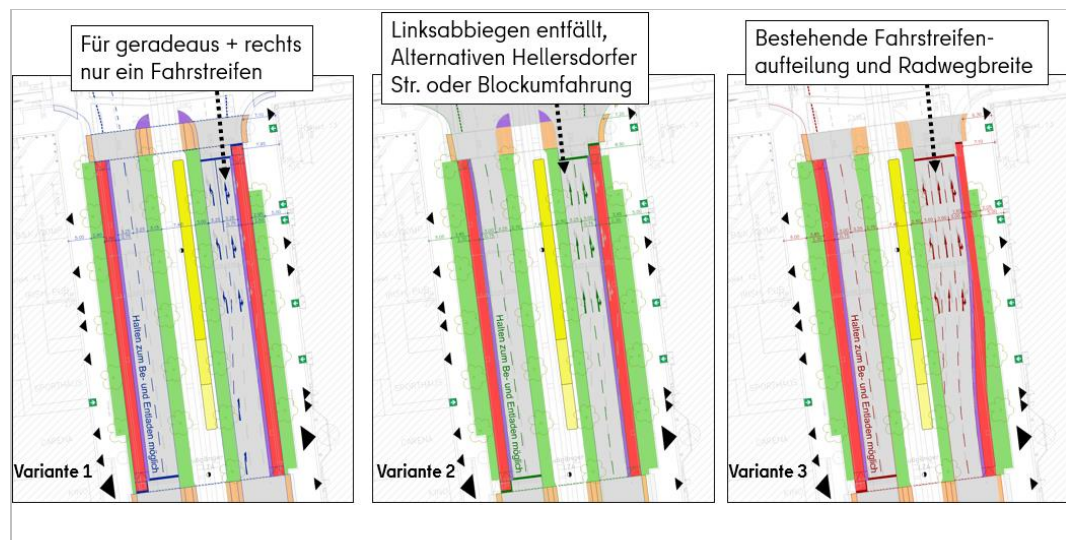 Für geradeaus + rechts
nur ein Fahrstreifen
Linksabbiegen entfällt,
Alternativen Hellersdorfer
Str. oder Blockumfahrung
Bestehende Fahrstreifen-
aufteilung und Radwegbreite
Halten zum Be- und Entladen möglich
Halten zum Be- und Entladen möglich
Halten zum Be- und Entladen möglich
Variante 1
Variante 2
Variante 3